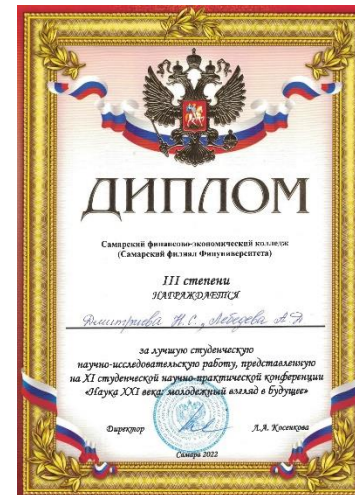 ДИПЛОМ
Самарский финансово-экономический колледж
(Самарский филиал Финуниверситета)
III степени
НАГРАЖДАЕТСЯ
Дмитриева Н.С., Лебедева А.Д
за лучшую студенческую
научно-исследовательскую работу, представленную
на XI студенческой научно-практической конференции
«Наука XXI века: молодежный взгляд в будущее»
Директор Л.А. Косенкова
Самара 2022